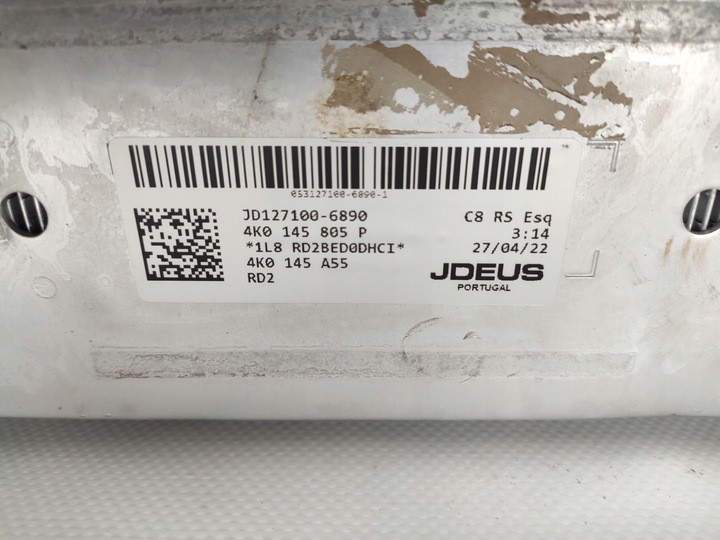 053127100-6890-1
JD127100-6890
4K0 145 805 P
*1L8 RD2BED0DHCI*
4K0 145 A55
RD2
C8 RS Esq
3:14
27/04/22
JDEUS
PORTUGAL